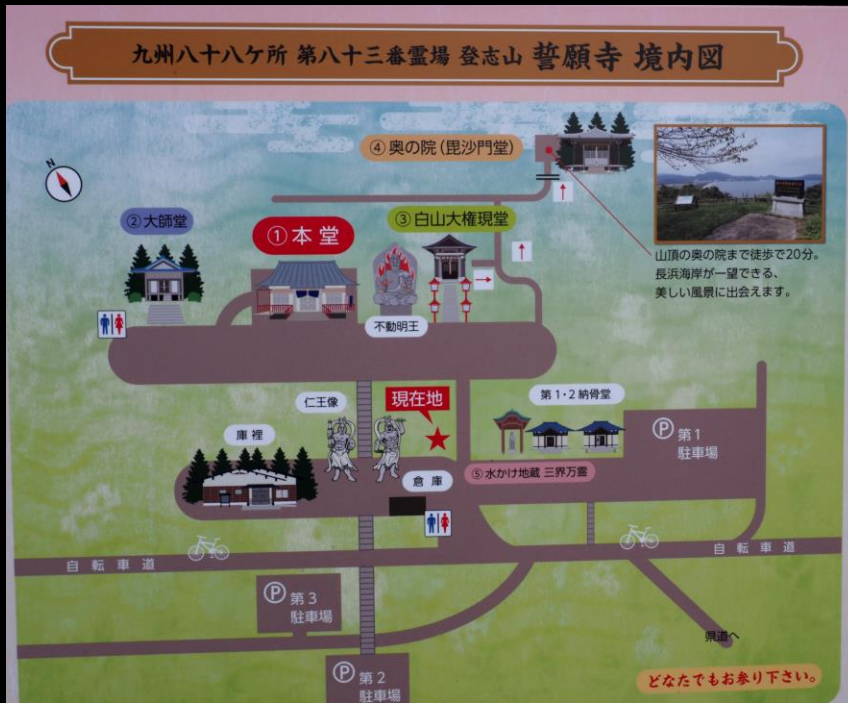 九州八十八ケ所 第八十三番霊場 登志山 誓願寺 境内図
N
④ 奥の院(毘沙門堂)
② 大師堂
① 本堂
③ 白山大権現堂
山頂の奥の院まで徒歩で20分。
長浜海岸が一望できる、
美しい風景に出会えます。
不動明王
仁王像
現在地
第1・2納骨堂
庫裡
P 第1
駐車場
倉庫
⑤ 水かけ地蔵 三界万霊
自転車道
自転車道
P 第3
駐車場
県道へ
P 第2
駐車場
どなたでもお参り下さい。